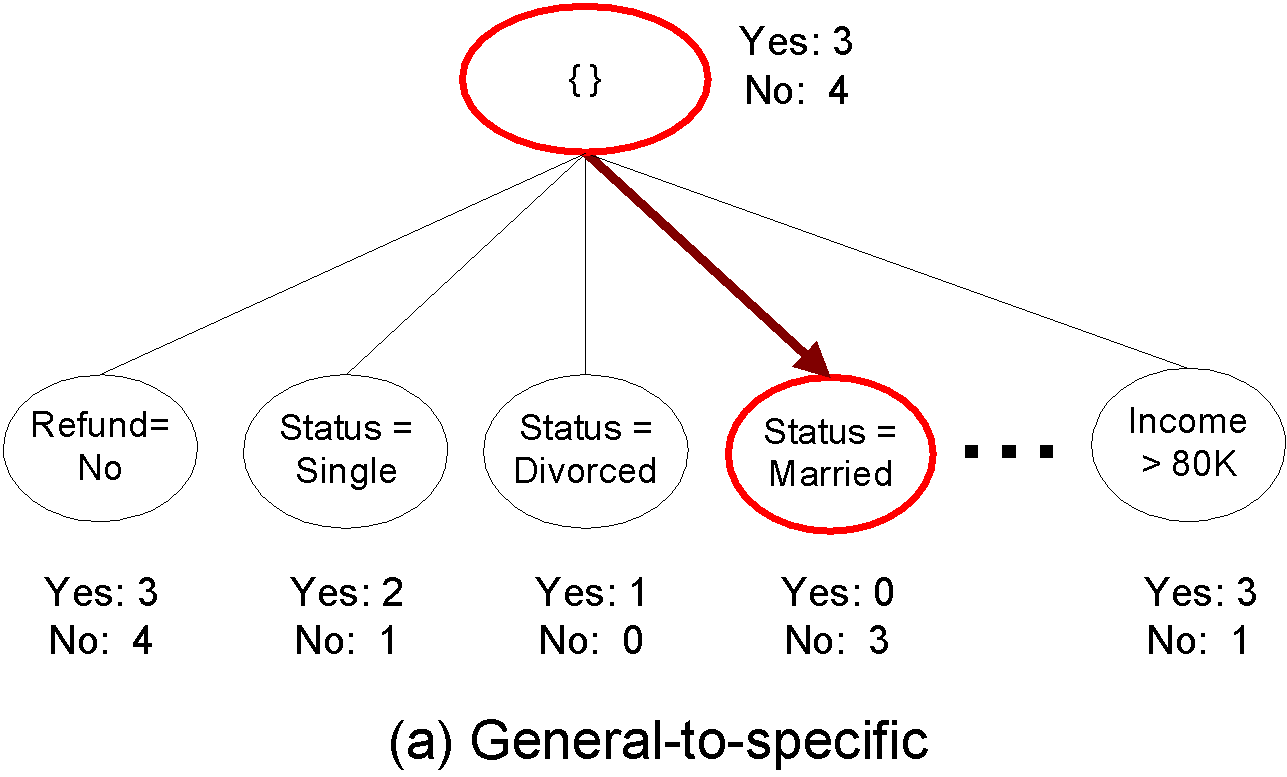 { }
Yes: 3
No: 4
Refund=
No
Status =
Single
Status =
Divorced
Status =
Married
...
Income
> 80K
Yes: 3
No: 4
Yes: 2
No: 1
Yes: 1
No: 0
Yes: 0
No: 3
Yes: 3
No: 1
(a) General-to-specific